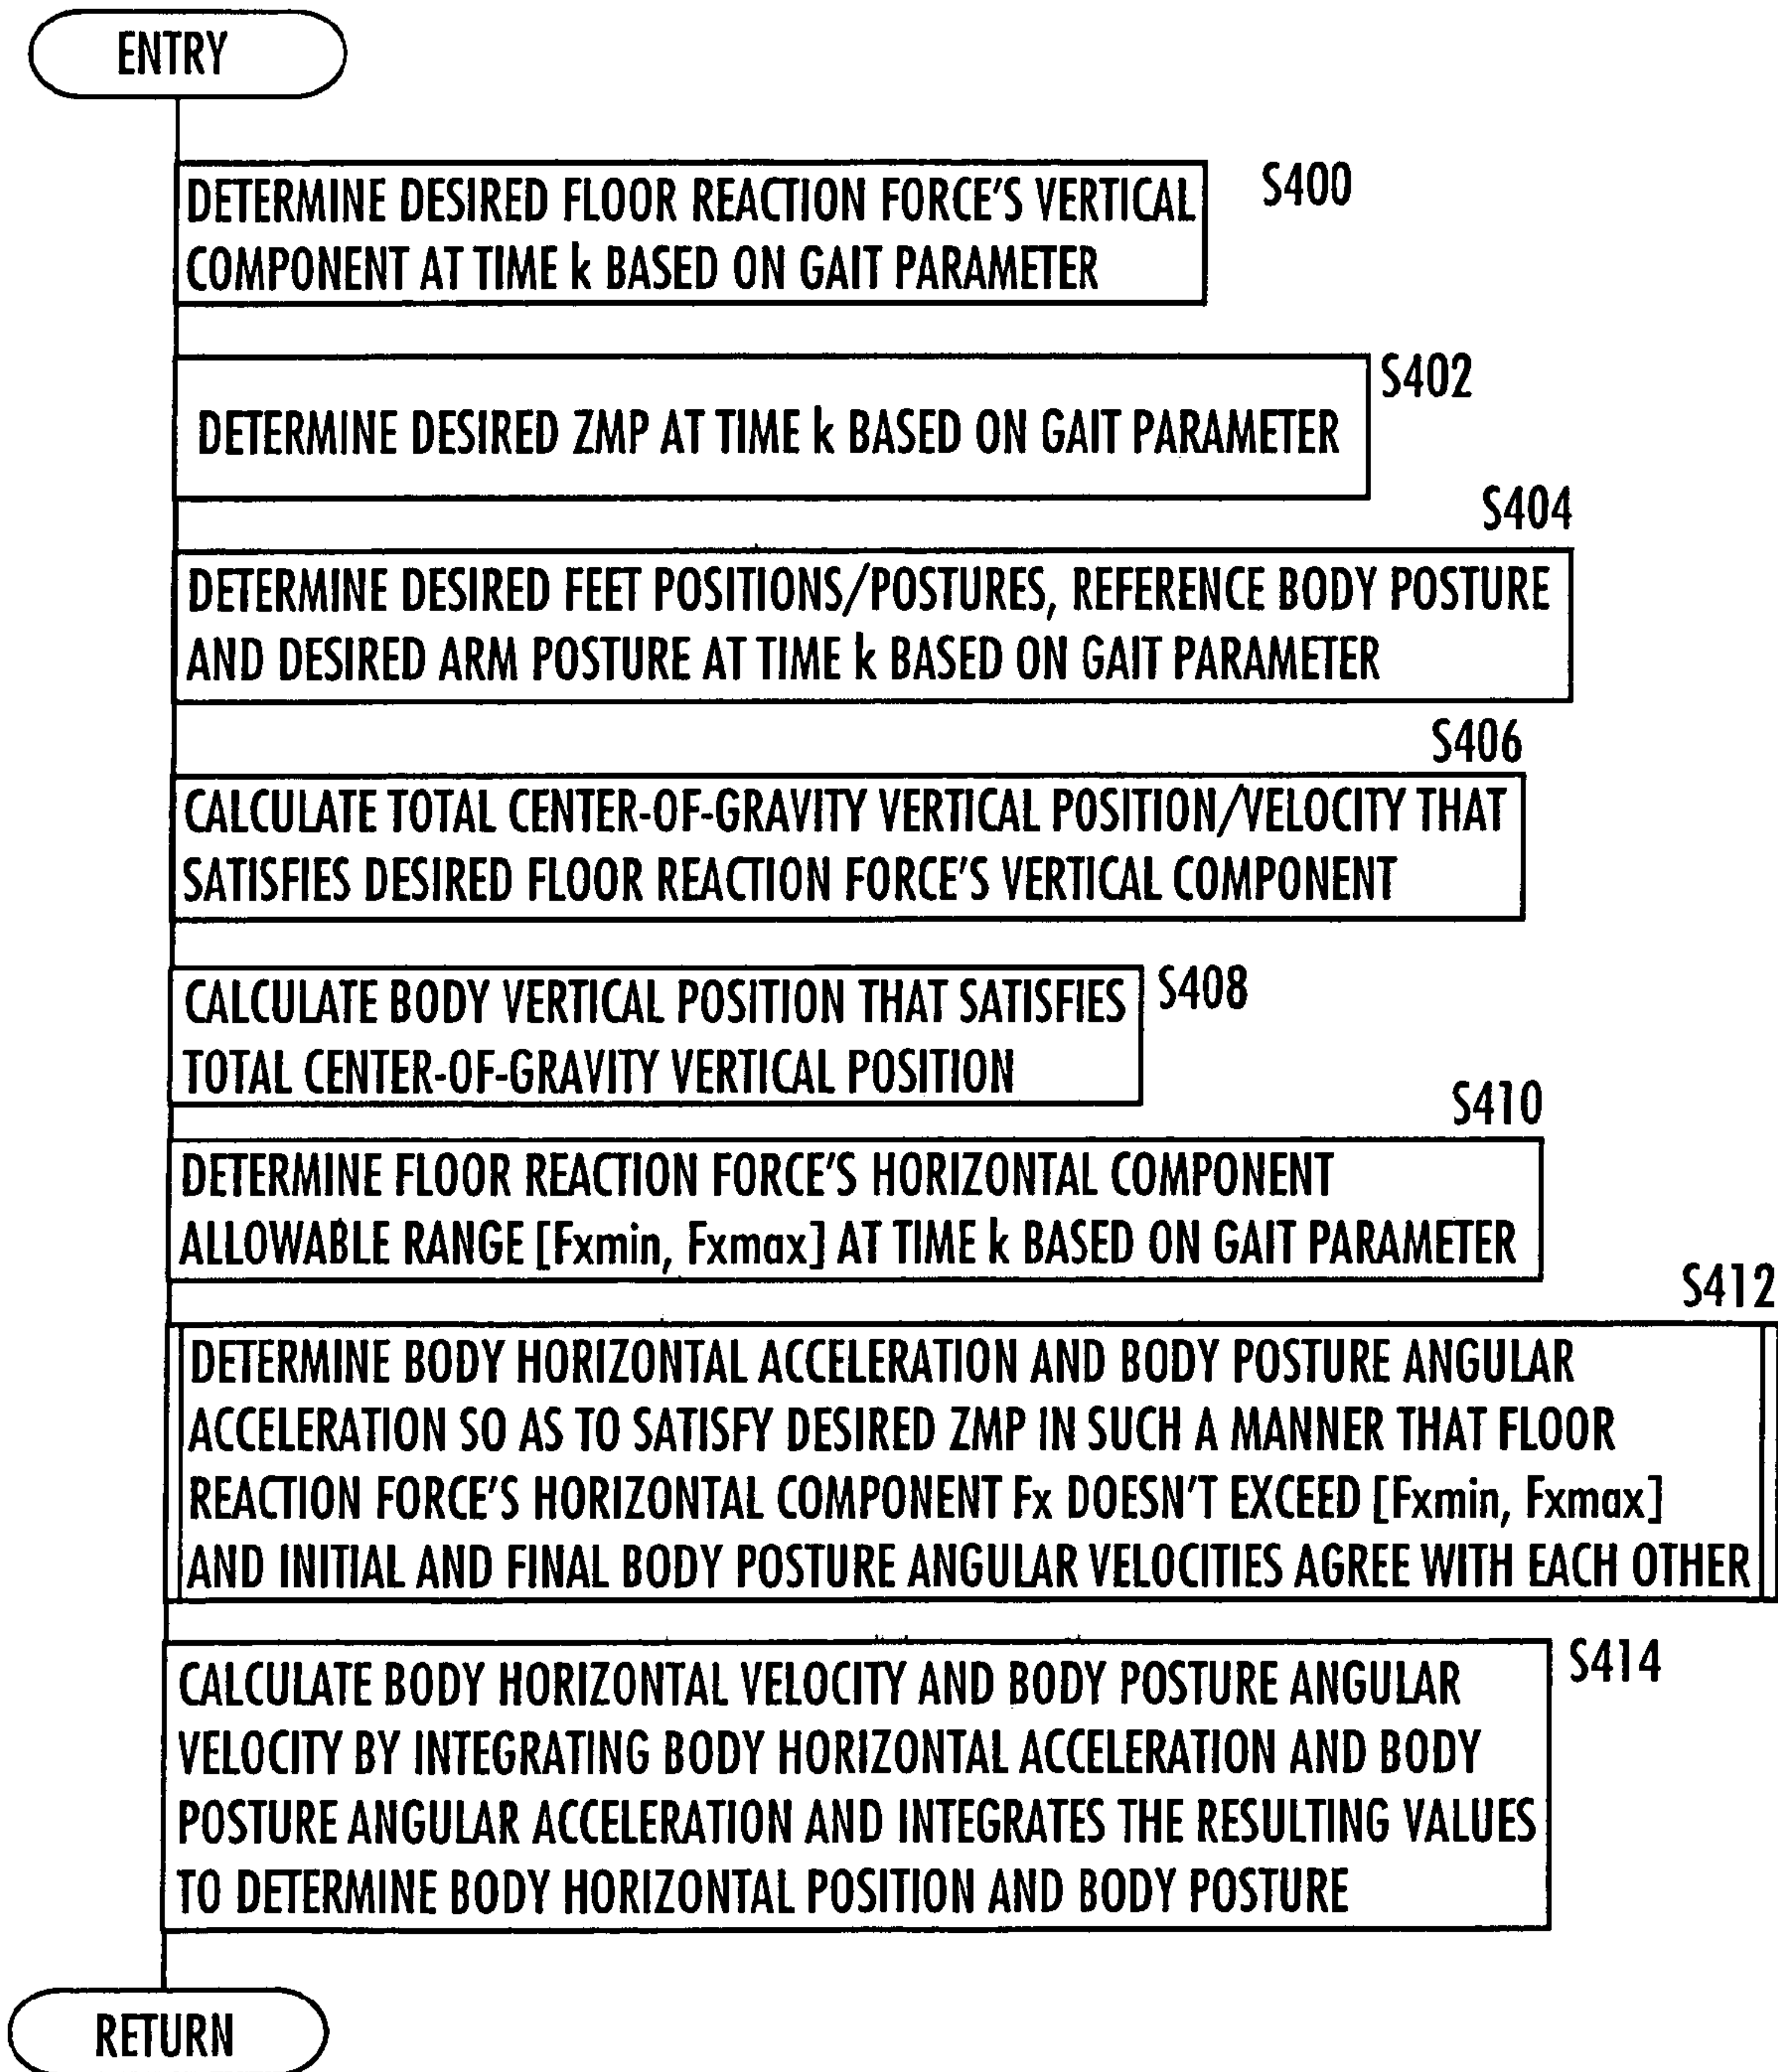 ENTRY
S400
DETERMINE DESIRED FLOOR REACTION FORCE'S VERTICAL
COMPONENT AT TIME k BASED ON GAIT PARAMETER
S402
DETERMINE DESIRED ZMP AT TIME k BASED ON GAIT PARAMETER
S404
DETERMINE DESIRED FEET POSITIONS/POSTURES, REFERENCE BODY POSTURE
AND DESIRED ARM POSTURE AT TIME k BASED ON GAIT PARAMETER
S406
CALCULATE TOTAL CENTER-OF-GRAVITY VERTICAL POSITION/VELOCITY THAT
SATISFIES DESIRED FLOOR REACTION FORCE'S VERTICAL COMPONENT
S408
CALCULATE BODY VERTICAL POSITION THAT SATISFIES
TOTAL CENTER-OF-GRAVITY VERTICAL POSITION
S410
DETERMINE FLOOR REACTION FORCE'S HORIZONTAL COMPONENT
ALLOWABLE RANGE [Fxmin, Fxmax] AT TIME k BASED ON GAIT PARAMETER
S412
DETERMINE BODY HORIZONTAL ACCELERATION AND BODY POSTURE ANGULAR
ACCELERATION SO AS TO SATISFY DESIRED ZMP IN SUCH A MANNER THAT FLOOR
REACTION FORCE'S HORIZONTAL COMPONENT Fx DOESN'T EXCEED [Fxmin, Fxmax]
AND INITIAL AND FINAL BODY POSTURE ANGULAR VELOCITIES AGREE WITH EACH OTHER
S414
CALCULATE BODY HORIZONTAL VELOCITY AND BODY POSTURE ANGULAR
VELOCITY BY INTEGRATING BODY HORIZONTAL ACCELERATION AND BODY
POSTURE ANGULAR ACCELERATION AND INTEGRATES THE RESULTING VALUES
TO DETERMINE BODY HORIZONTAL POSITION AND BODY POSTURE
RETURN